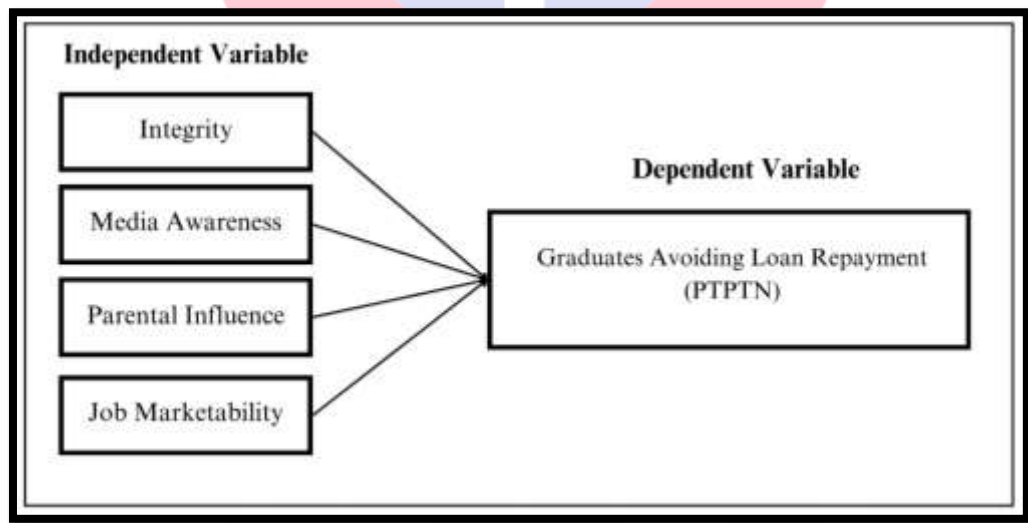 Independent Variable
Integrity
Media Awareness
Parental Influence
Job Marketability
Dependent Variable
Graduates Avoiding Loan Repayment
(PTPTN)